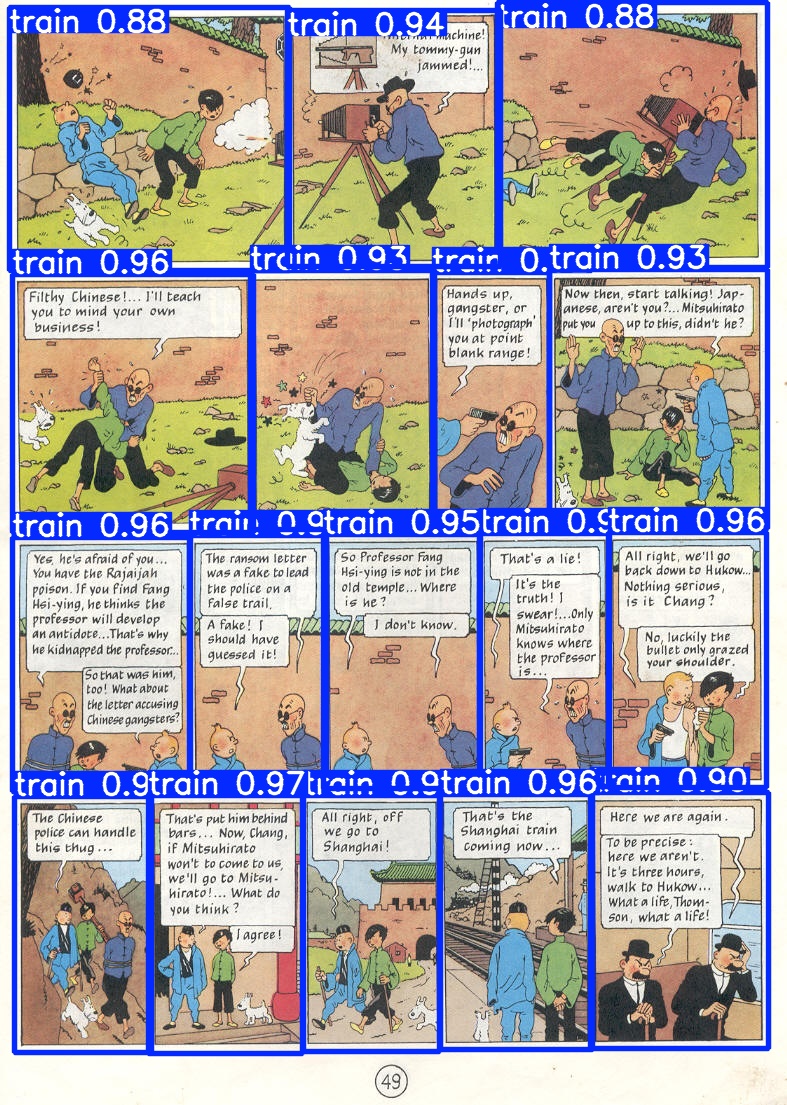 train 0.88
train 0.94
train 0.88
machine!
My tommy-gun
jammed!...
train 0.96
train 0.93
train 0.93
Filthy Chinese!... I'll teach
you to mind your own
business!
Hands up,
gangster, or
I'll 'photograph'
you at point
blank range!
Now then, start talking! Jap-
anese, aren't you?... Mitsuhirato
put you up to this, didn't he?
train 0.96
train 0.9
train 0.95
train 0.9
train 0.96
Yes, he's afraid of you...
You have the Rajaijah
poison. If you find Fang
Hsi-ying, he thinks the
professor will develop
an antidote...That's why
he kidnapped the professor...
So that was him,
too! What about
the letter accusing
Chinese gangsters?
The ransom letter
was a fake to lead
the police on a
false trail.
A fake! I
should have
guessed it!
So Professor Fang
Hsi-ying is not in the
old temple... Where
is he?
I don't know.
That's a lie!
It's the
truth! I
swear!...Only
Mitsuhirato
knows where
the professor
is...
All right, we'll go
back down to Hukow...
Nothing serious,
is it Chang?
No, luckily the
bullet only grazed
your shoulder.
train 0.9
train 0.97
train 0.9
train 0.96
train 0.90
The Chinese
police can handle
this thug...
That's put him behind
bars... Now, Chang,
if Mitsuhirato
won't to come to us,
we'll go to Mitsu-
hirato!... What do
you think?
I agree!
All right, off
we go to
Shanghai!
That's the
Shanghai train
coming now...
Here we are again.
To be precise:
here we aren't.
It's three hours,
walk to Hukow...
What a life, Thom-
son, what a life!
49